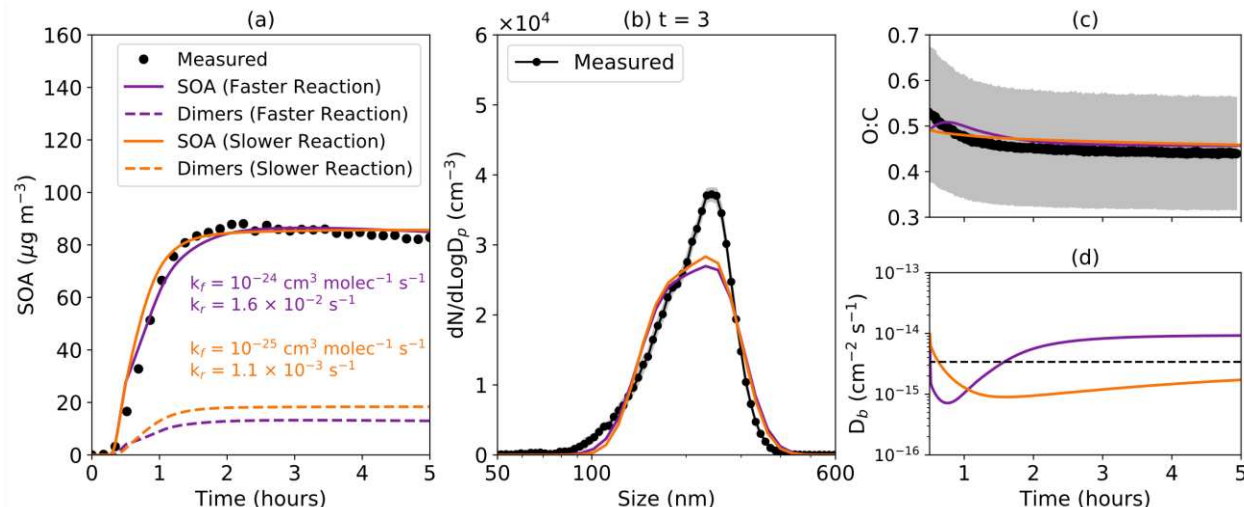 (a)
SOA (μg m⁻³)
160
140
120
100
80
60
40
20
0
Measured
SOA (Faster Reaction)
Dimers (Faster Reaction)
SOA (Slower Reaction)
Dimers (Slower Reaction)
k_f = 10⁻²⁴ cm³ molec⁻¹ s⁻¹
k_r = 1.6 × 10⁻² s⁻¹
k_f = 10⁻²⁵ cm³ molec⁻¹ s⁻¹
k_r = 1.1 × 10⁻³ s⁻¹
0 1 2 3 4 5
Time (hours)
×10⁴ (b) t = 3
dN/dLogD_p (cm⁻³)
6
5
4
3
2
1
0
Measured
50 100 600
Size (nm)
(c)
O:C
0.7
0.6
0.5
0.4
0.3
(d)
D_b (cm⁻² s⁻¹)
10⁻¹³
10⁻¹⁴
10⁻¹⁵
10⁻¹⁶
1 2 3 4 5
Time (hours)